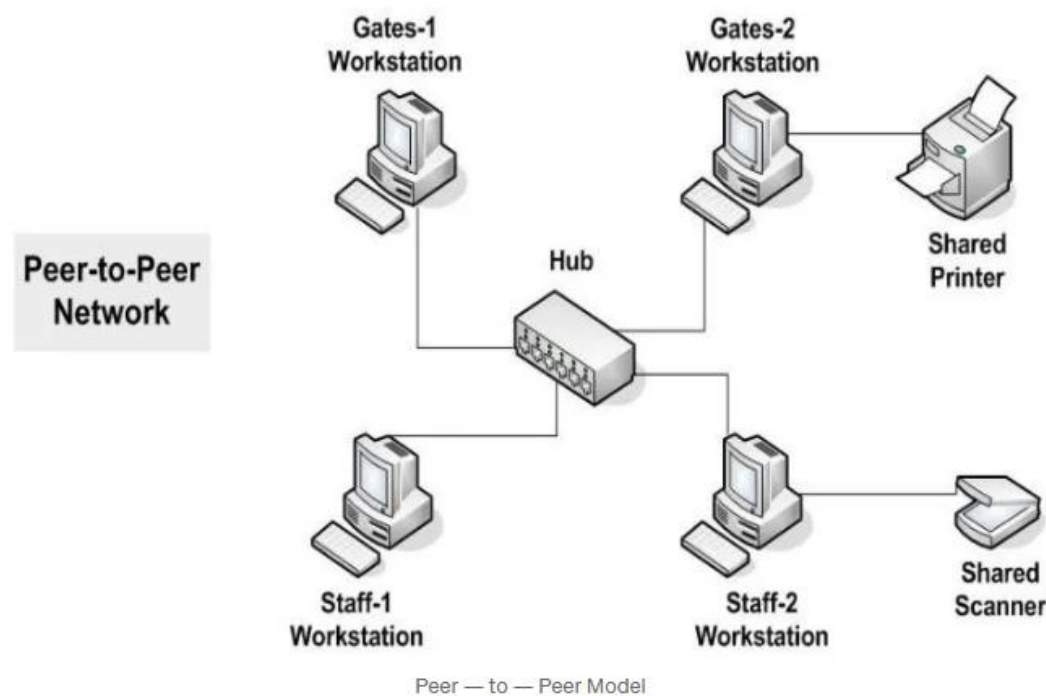 Gates-1
Workstation
Gates-2
Workstation
Shared
Printer
Peer-to-Peer
Network
Hub
Staff-1
Workstation
Staff-2
Workstation
Shared
Scanner
Peer — to — Peer Model